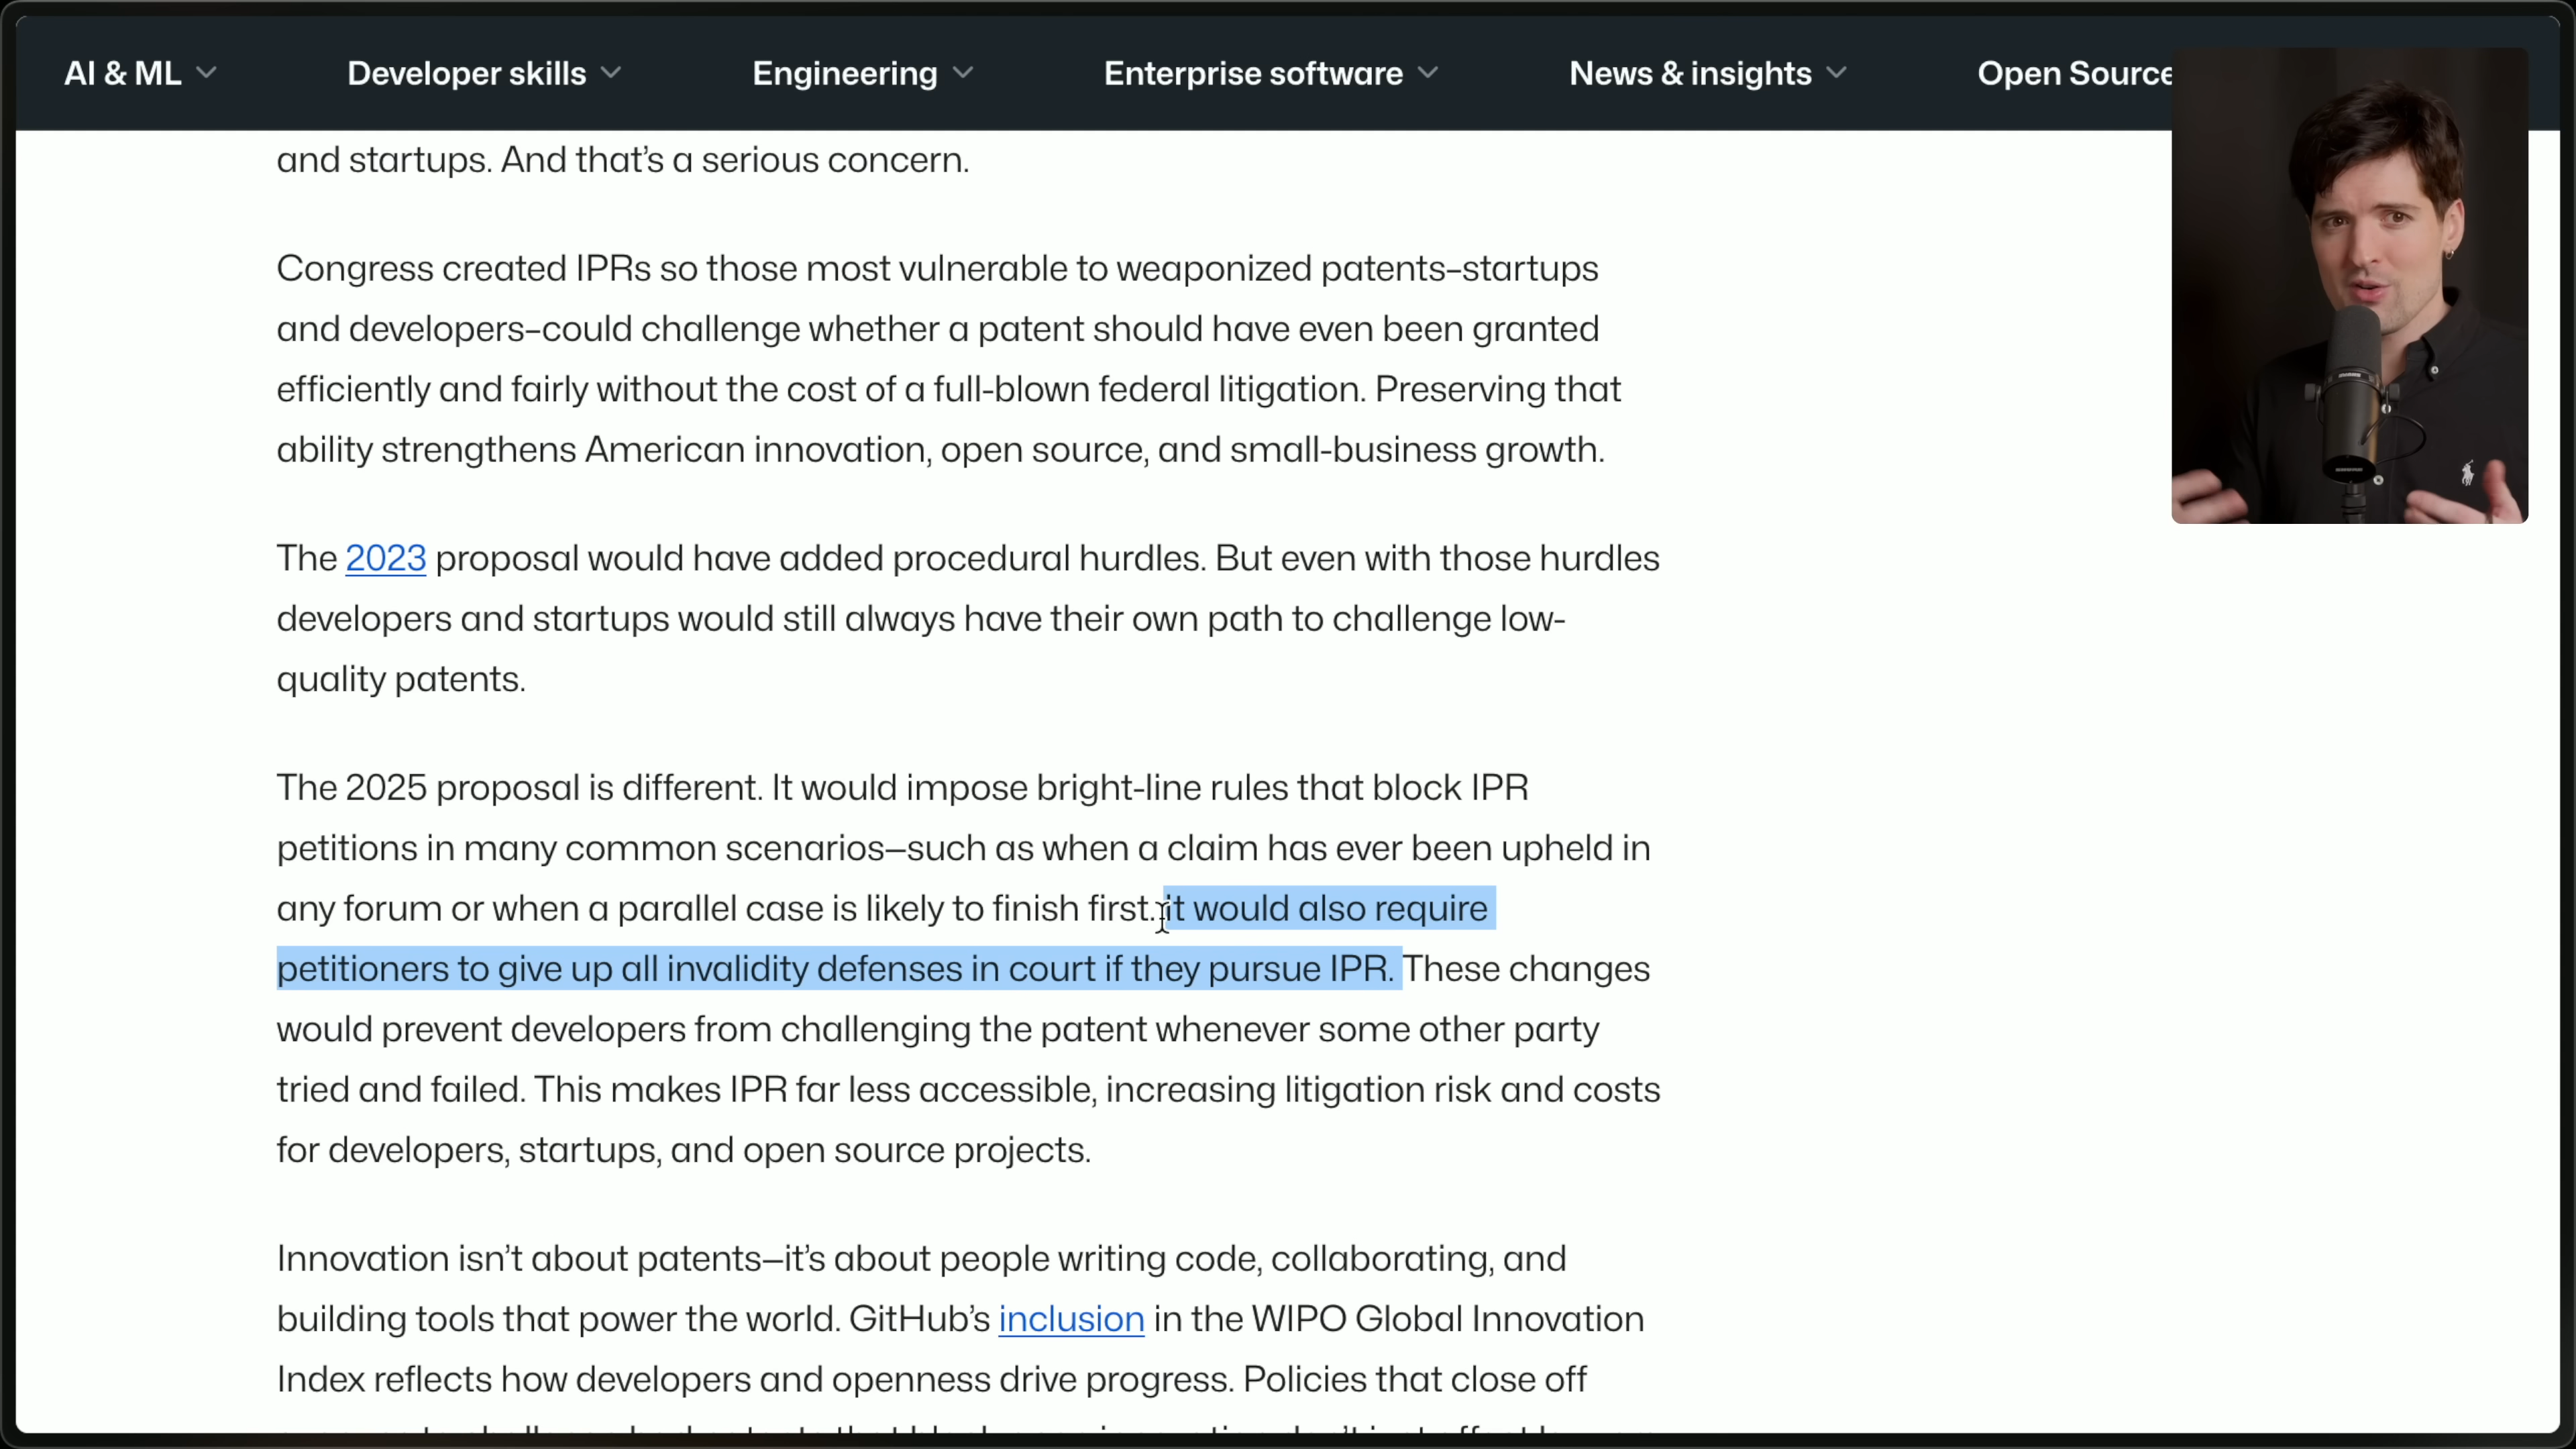 AI & ML
Developer skills
Engineering
Enterprise software
News & insights
Open Source
and startups. And that’s a serious concern.
Congress created IPRs so those most vulnerable to weaponized patents–startups
and developers–could challenge whether a patent should have even been granted
efficiently and fairly without the cost of a full-blown federal litigation. Preserving that
ability strengthens American innovation, open source, and small-business growth.
The 2023 proposal would have added procedural hurdles. But even with those hurdles
developers and startups would still always have their own path to challenge low-
quality patents.
The 2025 proposal is different. It would impose bright-line rules that block IPR
petitions in many common scenarios—such as when a claim has ever been upheld in
any forum or when a parallel case is likely to finish first. it would also require
petitioners to give up all invalidity defenses in court if they pursue IPR. These changes
would prevent developers from challenging the patent whenever some other party
tried and failed. This makes IPR far less accessible, increasing litigation risk and costs
for developers, startups, and open source projects.
Innovation isn’t about patents—it’s about people writing code, collaborating, and
building tools that power the world. GitHub’s inclusion in the WIPO Global Innovation
Index reflects how developers and openness drive progress. Policies that close off